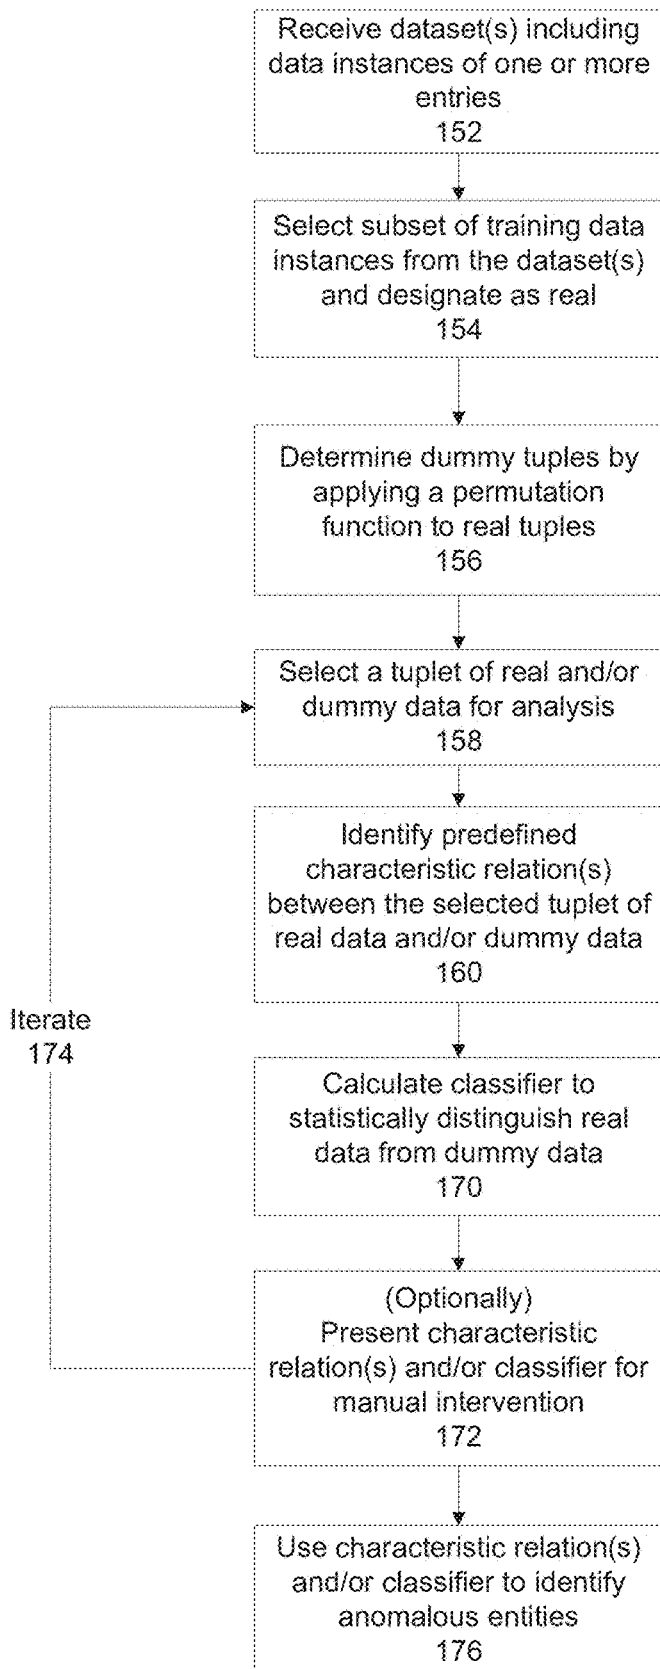 Receive dataset(s) including
data instances of one or more
entries
152
Select subset of training data
instances from the dataset(s)
and designate as real
154
Determine dummy tuples by
applying a permutation
function to real tuples
156
Select a tuplet of real and/or
dummy data for analysis
158
Identify predefined
characteristic relation(s)
between the selected tuplet of
real data and/or dummy data
160
Iterate
174
Calculate classifier to
statistically distinguish real
data from dummy data
170
(Optionally)
Present characteristic
relation(s) and/or classifier for
manual intervention
172
Use characteristic relation(s)
and/or classifier to identify
anomalous entities
176